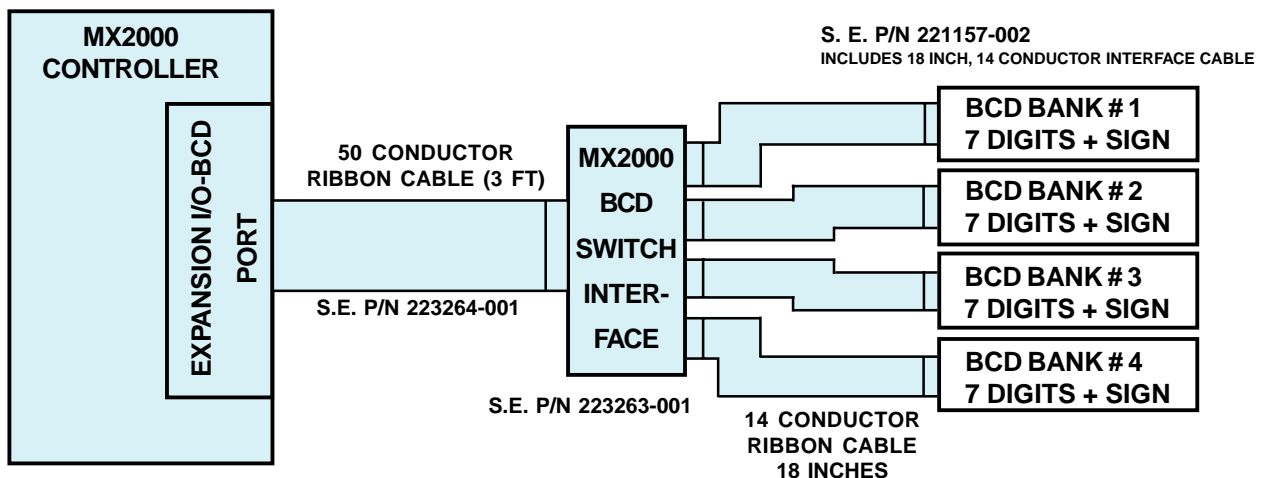 MX2000
CONTROLLER
EXPANSION I/O-BCD
PORT
50 CONDUCTOR
RIBBON CABLE (3 FT)
S.E. P/N 223264-001
MX2000
BCD
SWITCH
INTER-
FACE
S.E. P/N 223263-001
S. E. P/N 221157-002
INCLUDES 18 INCH, 14 CONDUCTOR INTERFACE CABLE
BCD BANK # 1
7 DIGITS + SIGN
BCD BANK # 2
7 DIGITS + SIGN
BCD BANK # 3
7 DIGITS + SIGN
BCD BANK # 4
7 DIGITS + SIGN
14 CONDUCTOR
RIBBON CABLE
18 INCHES